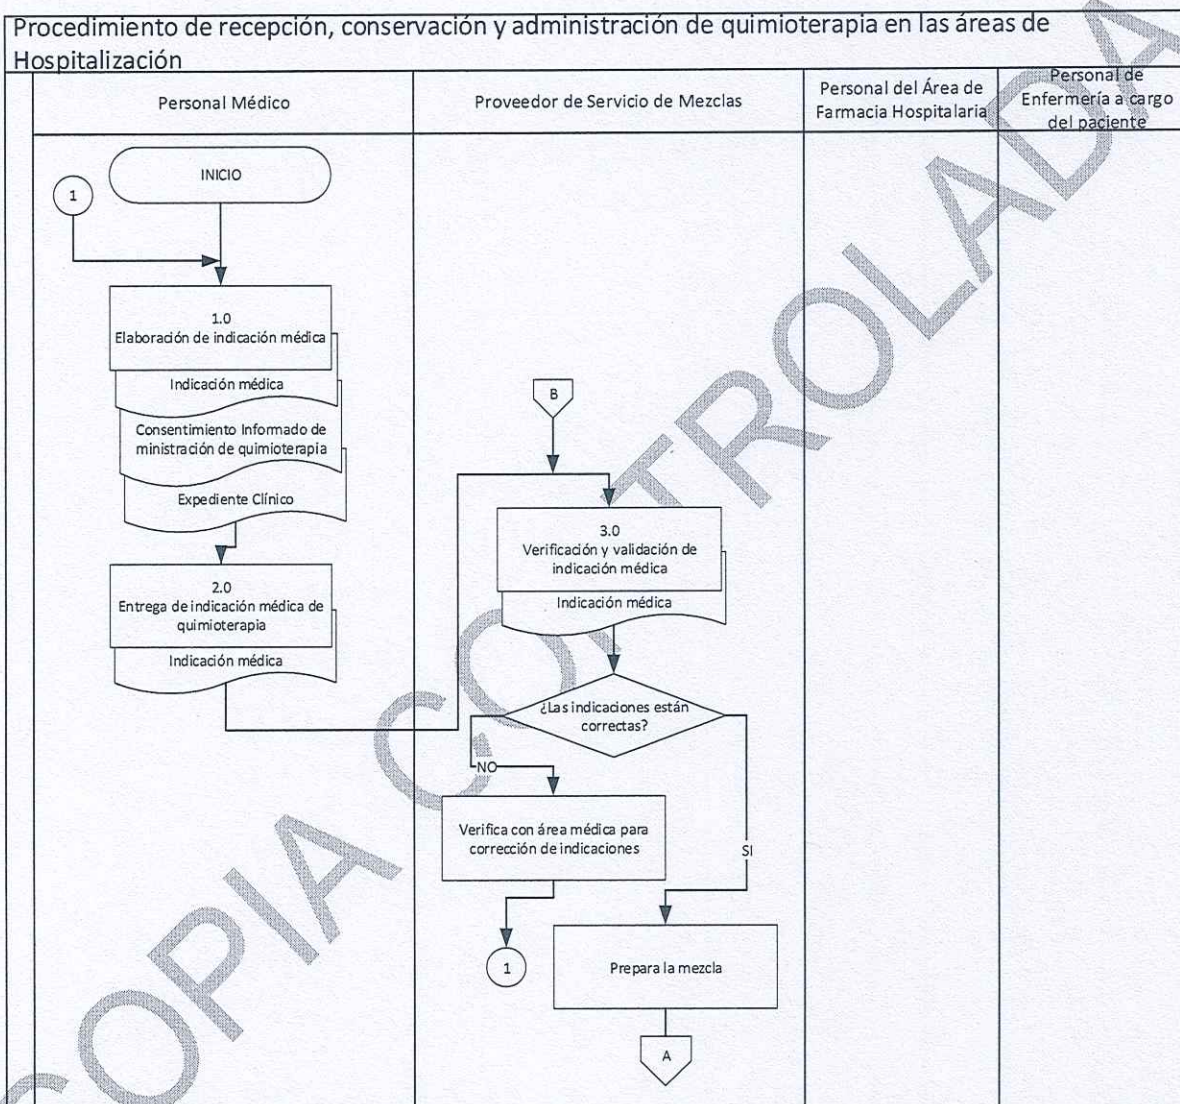 Procedimiento de recepción, conservación y administración de quimioterapia en las áreas de
Hospitalización
Personal Médico
Proveedor de Servicio de Mezclas
Personal del Área de
Farmacia Hospitalaria
Personal de
Enfermería a cargo
del paciente
INICIO
1
1.0
Elaboración de indicación médica
Indicación médica
Consentimiento Informado de
ministración de quimioterapia
Expediente Clínico
2.0
Entrega de indicación médica de
quimioterapia
Indicación médica
B
3.0
Verificación y validación de
indicación médica
Indicación médica
¿Las indicaciones están
correctas?
NO
Verifica con área médica para
corrección de indicaciones
SI
1
Prepara la mezcla
A
COPIA CONTROLADA